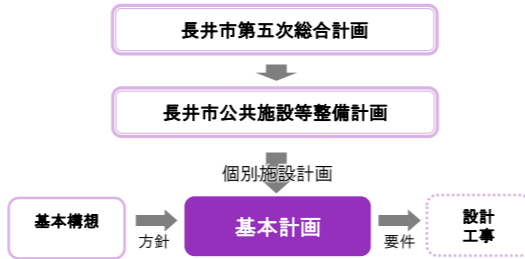 長井市第五次総合計画
長井市公共施設等整備計画
個別施設計画
基本構想
方針
基本計画
要件
設計
工事